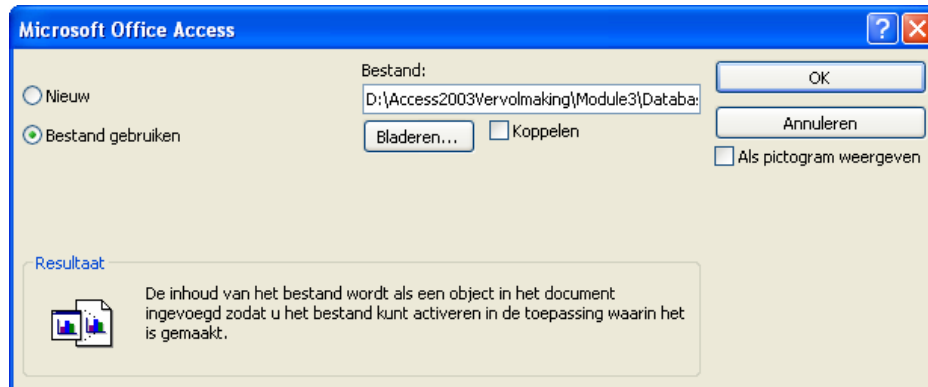 Microsoft Office Access
Nieuw
Bestand gebruiken
Bestand:
D:\Access2003Vervolmaking\Module3\Databas
Bladeren...
Koppelen
OK
Annuleren
Als pictogram weergeven
Resultaat
De inhoud van het bestand wordt als een object in het document
ingevoegd zodat u het bestand kunt activeren in de toepassing waarin het
is gemaakt.